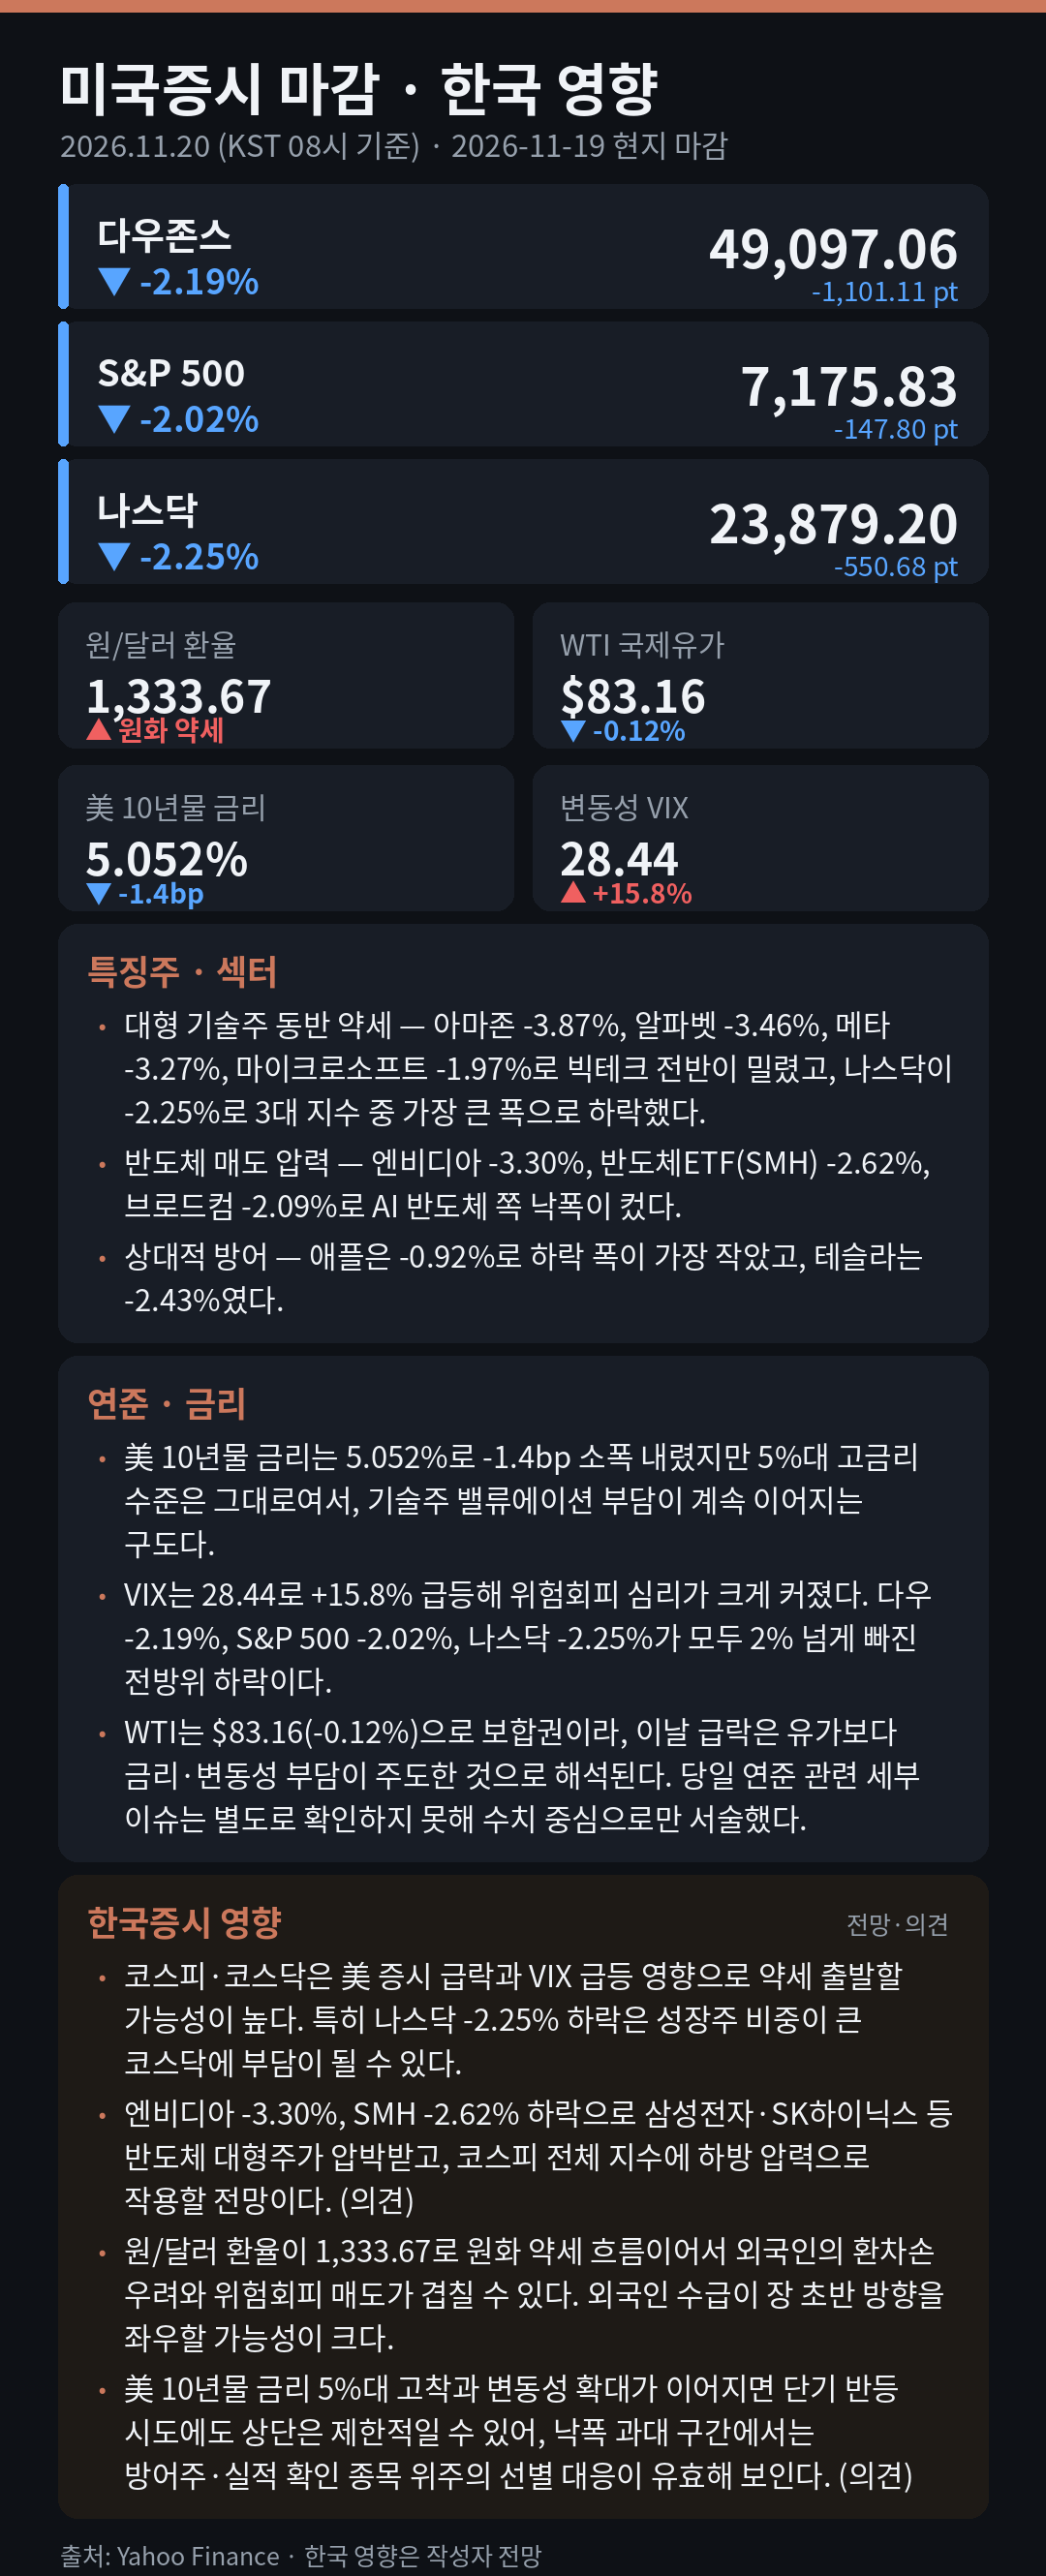 미국증시 마감 · 한국 영향
2026.11.20 (KST 08시 기준) · 2026-11-19 현지 마감
다우존스
▼ -2.19%
49,097.06
-1,101.11 pt
S&P 500
▼ -2.02%
7,175.83
-147.80 pt
나스닥
▼ -2.25%
23,879.20
-550.68 pt
원/달러 환율
1,333.67
▲ 원화 약세
WTI 국제유가
$83.16
▼ -0.12%
美 10년물 금리
5.052%
▼ -1.4bp
변동성 VIX
28.44
▲ +15.8%
특징주 · 섹터
• 대형 기술주 동반 약세 — 아마존 -3.87%, 알파벳 -3.46%, 메타
-3.27%, 마이크로소프트 -1.97%로 빅테크 전반이 밀렸고, 나스닥이
-2.25%로 3대 지수 중 가장 큰 폭으로 하락했다.
• 반도체 매도 압력 — 엔비디아 -3.30%, 반도체ETF(SMH) -2.62%,
브로드컴 -2.09%로 AI 반도체 쪽 낙폭이 컸다.
• 상대적 방어 — 애플은 -0.92%로 하락 폭이 가장 작았고, 테슬라는
-2.43%였다.
연준 · 금리
• 美 10년물 금리는 5.052%로 -1.4bp 소폭 내렸지만 5%대 고금리
수준은 그대로여서, 기술주 밸류에이션 부담이 계속 이어지는
구도다.
• VIX는 28.44로 +15.8% 급등해 위험회피 심리가 크게 커졌다. 다우
-2.19%, S&P 500 -2.02%, 나스닥 -2.25%가 모두 2% 넘게 빠진
전방위 하락이다.
• WTI는 $83.16(-0.12%)으로 보합권이라, 이날 급락은 유가보다
금리·변동성 부담이 주도한 것으로 해석된다. 당일 연준 관련 세부
이슈는 별도로 확인하지 못해 수치 중심으로만 서술했다.
한국증시 영향
전망·의견
• 코스피·코스닥은 美 증시 급락과 VIX 급등 영향으로 약세 출발할
가능성이 높다. 특히 나스닥 -2.25% 하락은 성장주 비중이 큰
코스닥에 부담이 될 수 있다.
• 엔비디아 -3.30%, SMH -2.62% 하락으로 삼성전자·SK하이닉스 등
반도체 대형주가 압박받고, 코스피 전체 지수에 하방 압력으로
작용할 전망이다. (의견)
• 원/달러 환율이 1,333.67로 원화 약세 흐름이어서 외국인의 환차손
우려와 위험회피 매도가 겹칠 수 있다. 외국인 수급이 장 초반 방향을
좌우할 가능성이 크다.
• 美 10년물 금리 5%대 고착과 변동성 확대가 이어지면 단기 반등
시도에도 상단은 제한적일 수 있어, 낙폭 과대 구간에서는
방어주·실적 확인 종목 위주의 선별 대응이 유효해 보인다. (의견)
출처: Yahoo Finance · 한국 영향은 작성자 전망